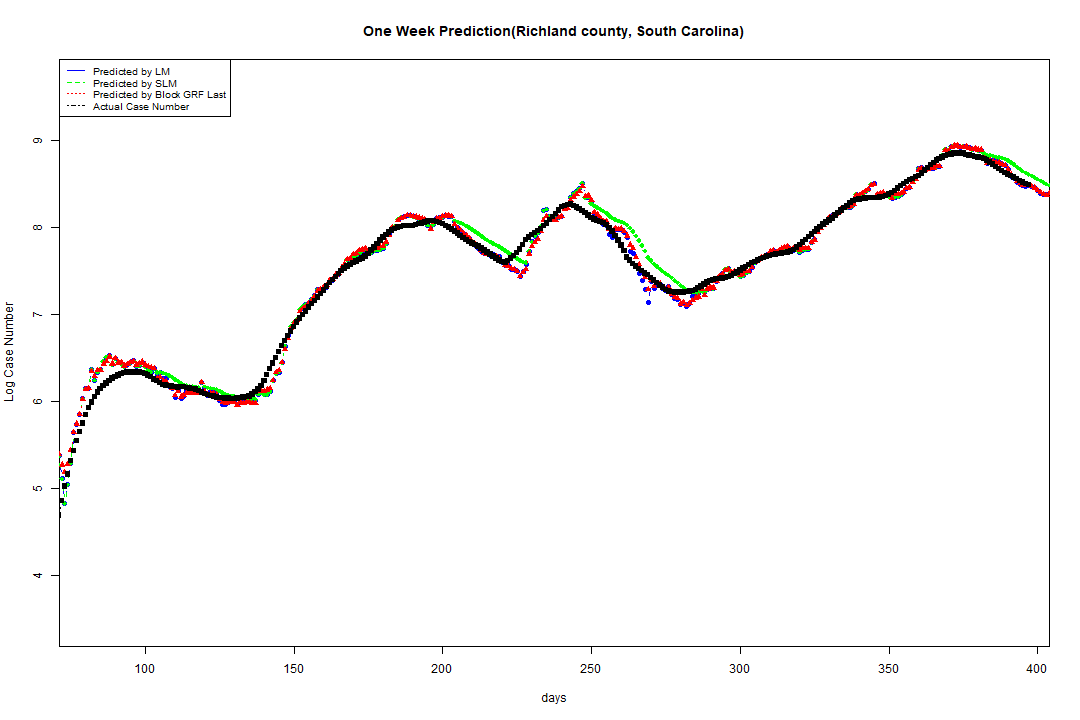 One Week Prediction(Richland county, South Carolina)
Predicted by LM
Predicted by SLM
Predicted by Block GRF Last
Actual Case Number
9
8
7
6
5
4
Log Case Number
100 150 200 250 300 350 400
days